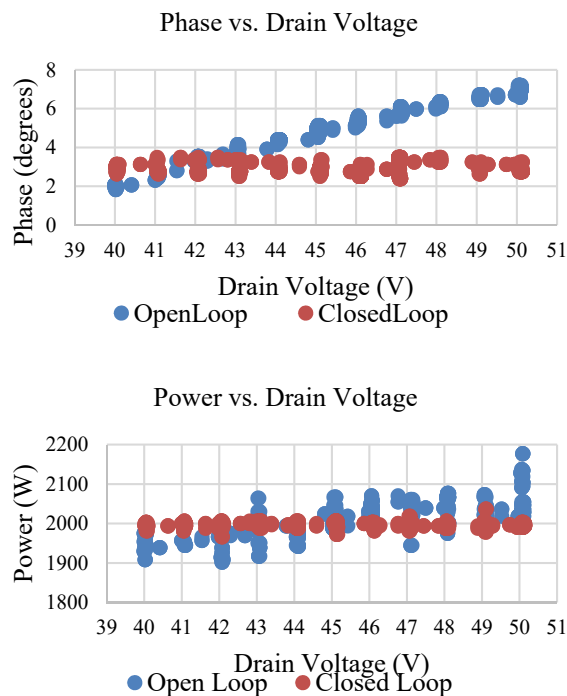 Phase vs. Drain Voltage
8
6
4
2
0
Phase (degrees)
39 40 41 42 43 44 45 46 47 48 49 50 51
Drain Voltage (V)
OpenLoop ClosedLoop
Power vs. Drain Voltage
2200
2100
2000
1900
1800
Power (W)
39 40 41 42 43 44 45 46 47 48 49 50 51
Drain Voltage (V)
Open Loop Closed Loop